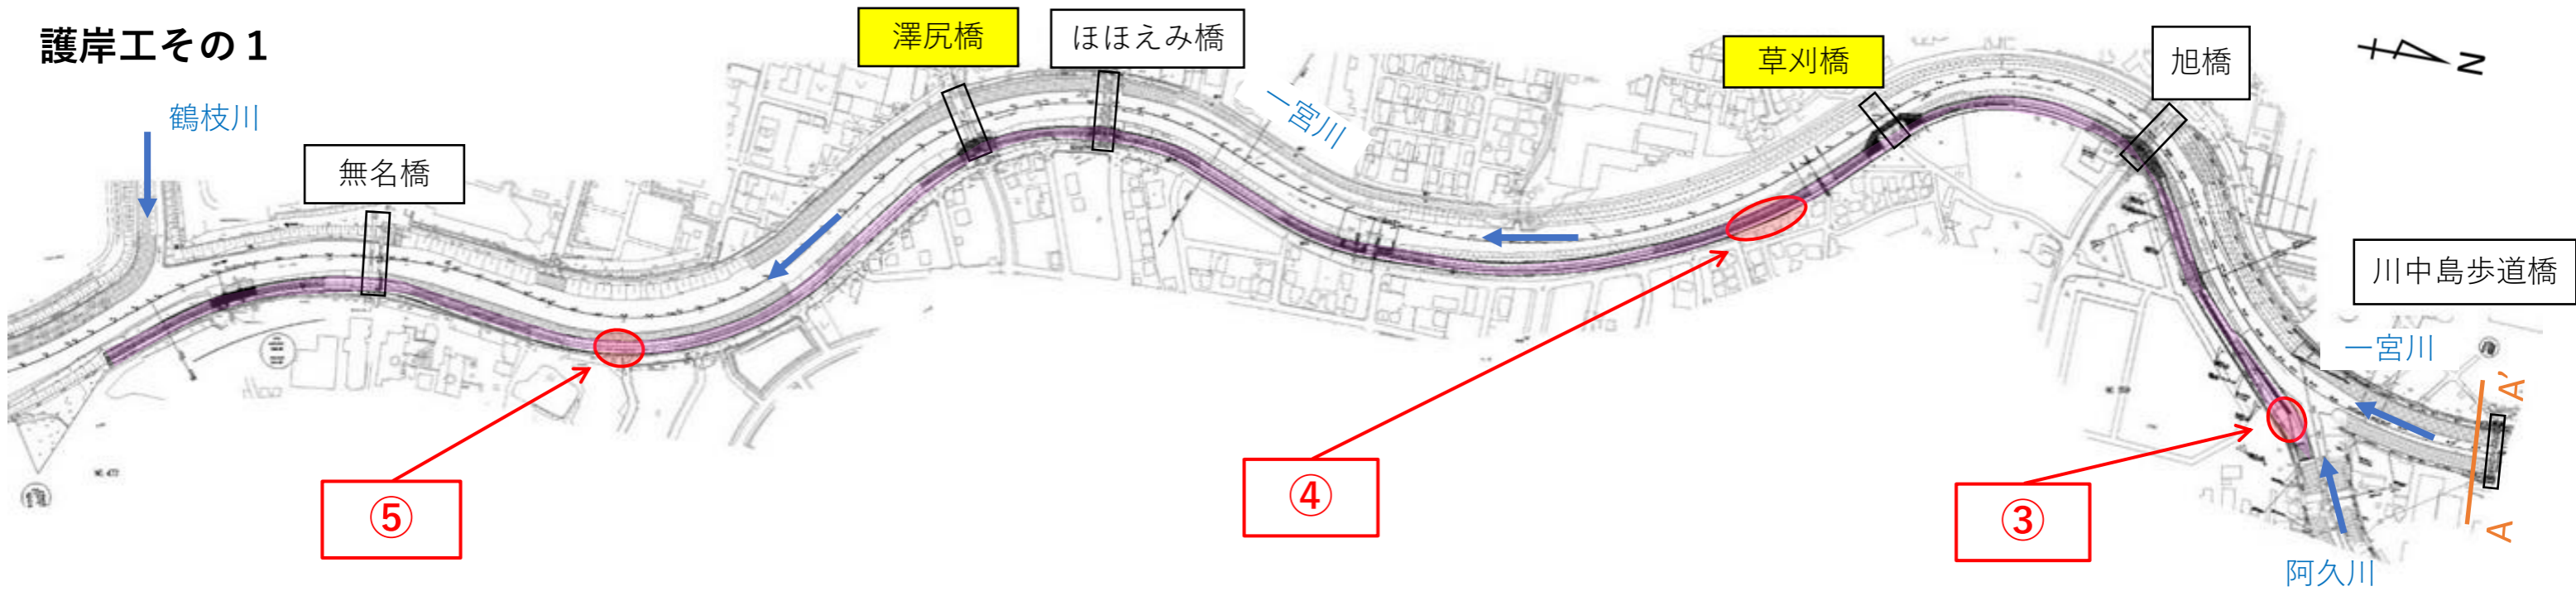 護岸工その1
澤尻橋
ほほえみ橋
草刈橋
旭橋
N
鶴枝川
無名橋
一宮川
川中島歩道橋
一宮川
A'
A
⑤
④
③
阿久川